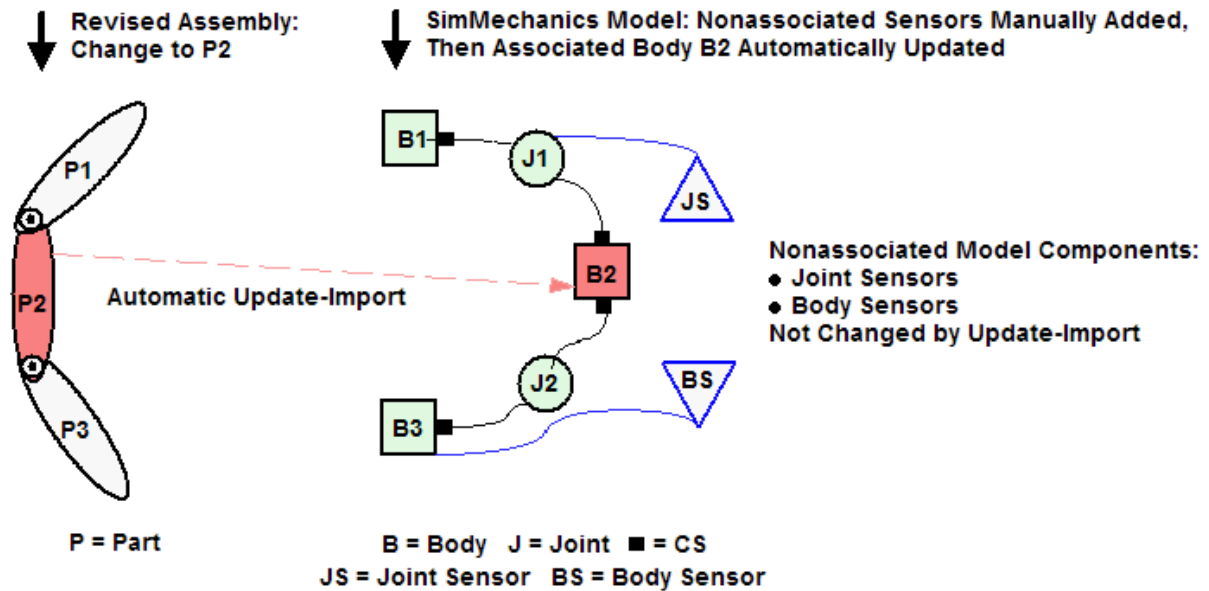 Revised Assembly:
Change to P2
SimMechanics Model: Nonassociated Sensors Manually Added,
Then Associated Body B2 Automatically Updated
P1
P2
P3
Automatic Update-Import
B1
J1
JS
B2
J2
BS
B3
Nonassociated Model Components:
● Joint Sensors
● Body Sensors
Not Changed by Update-Import
P = Part
B = Body J = Joint ■ = CS
JS = Joint Sensor BS = Body Sensor